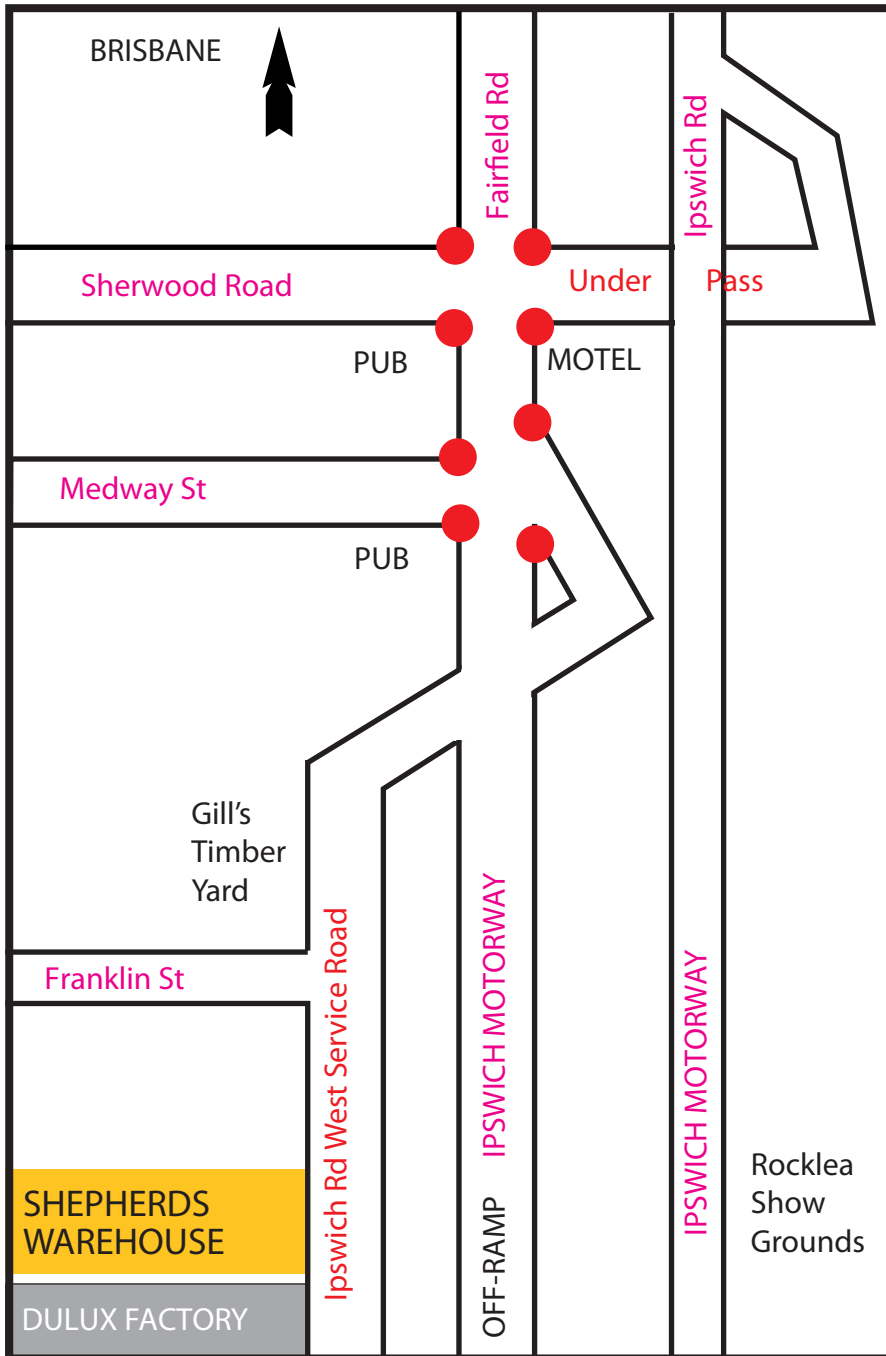 BRISBANE
Fairfield Rd
Ipswich Rd
Sherwood Road
Under Pass
PUB
MOTEL
Medway St
PUB
Gill's
Timber
Yard
Franklin St
Ipswich Rd West Service Road
IPSWICH MOTORWAY
OFF-RAMP
IPSWICH MOTORWAY
Rocklea
Show
Grounds
SHEPHERDS
WAREHOUSE
DULUX FACTORY